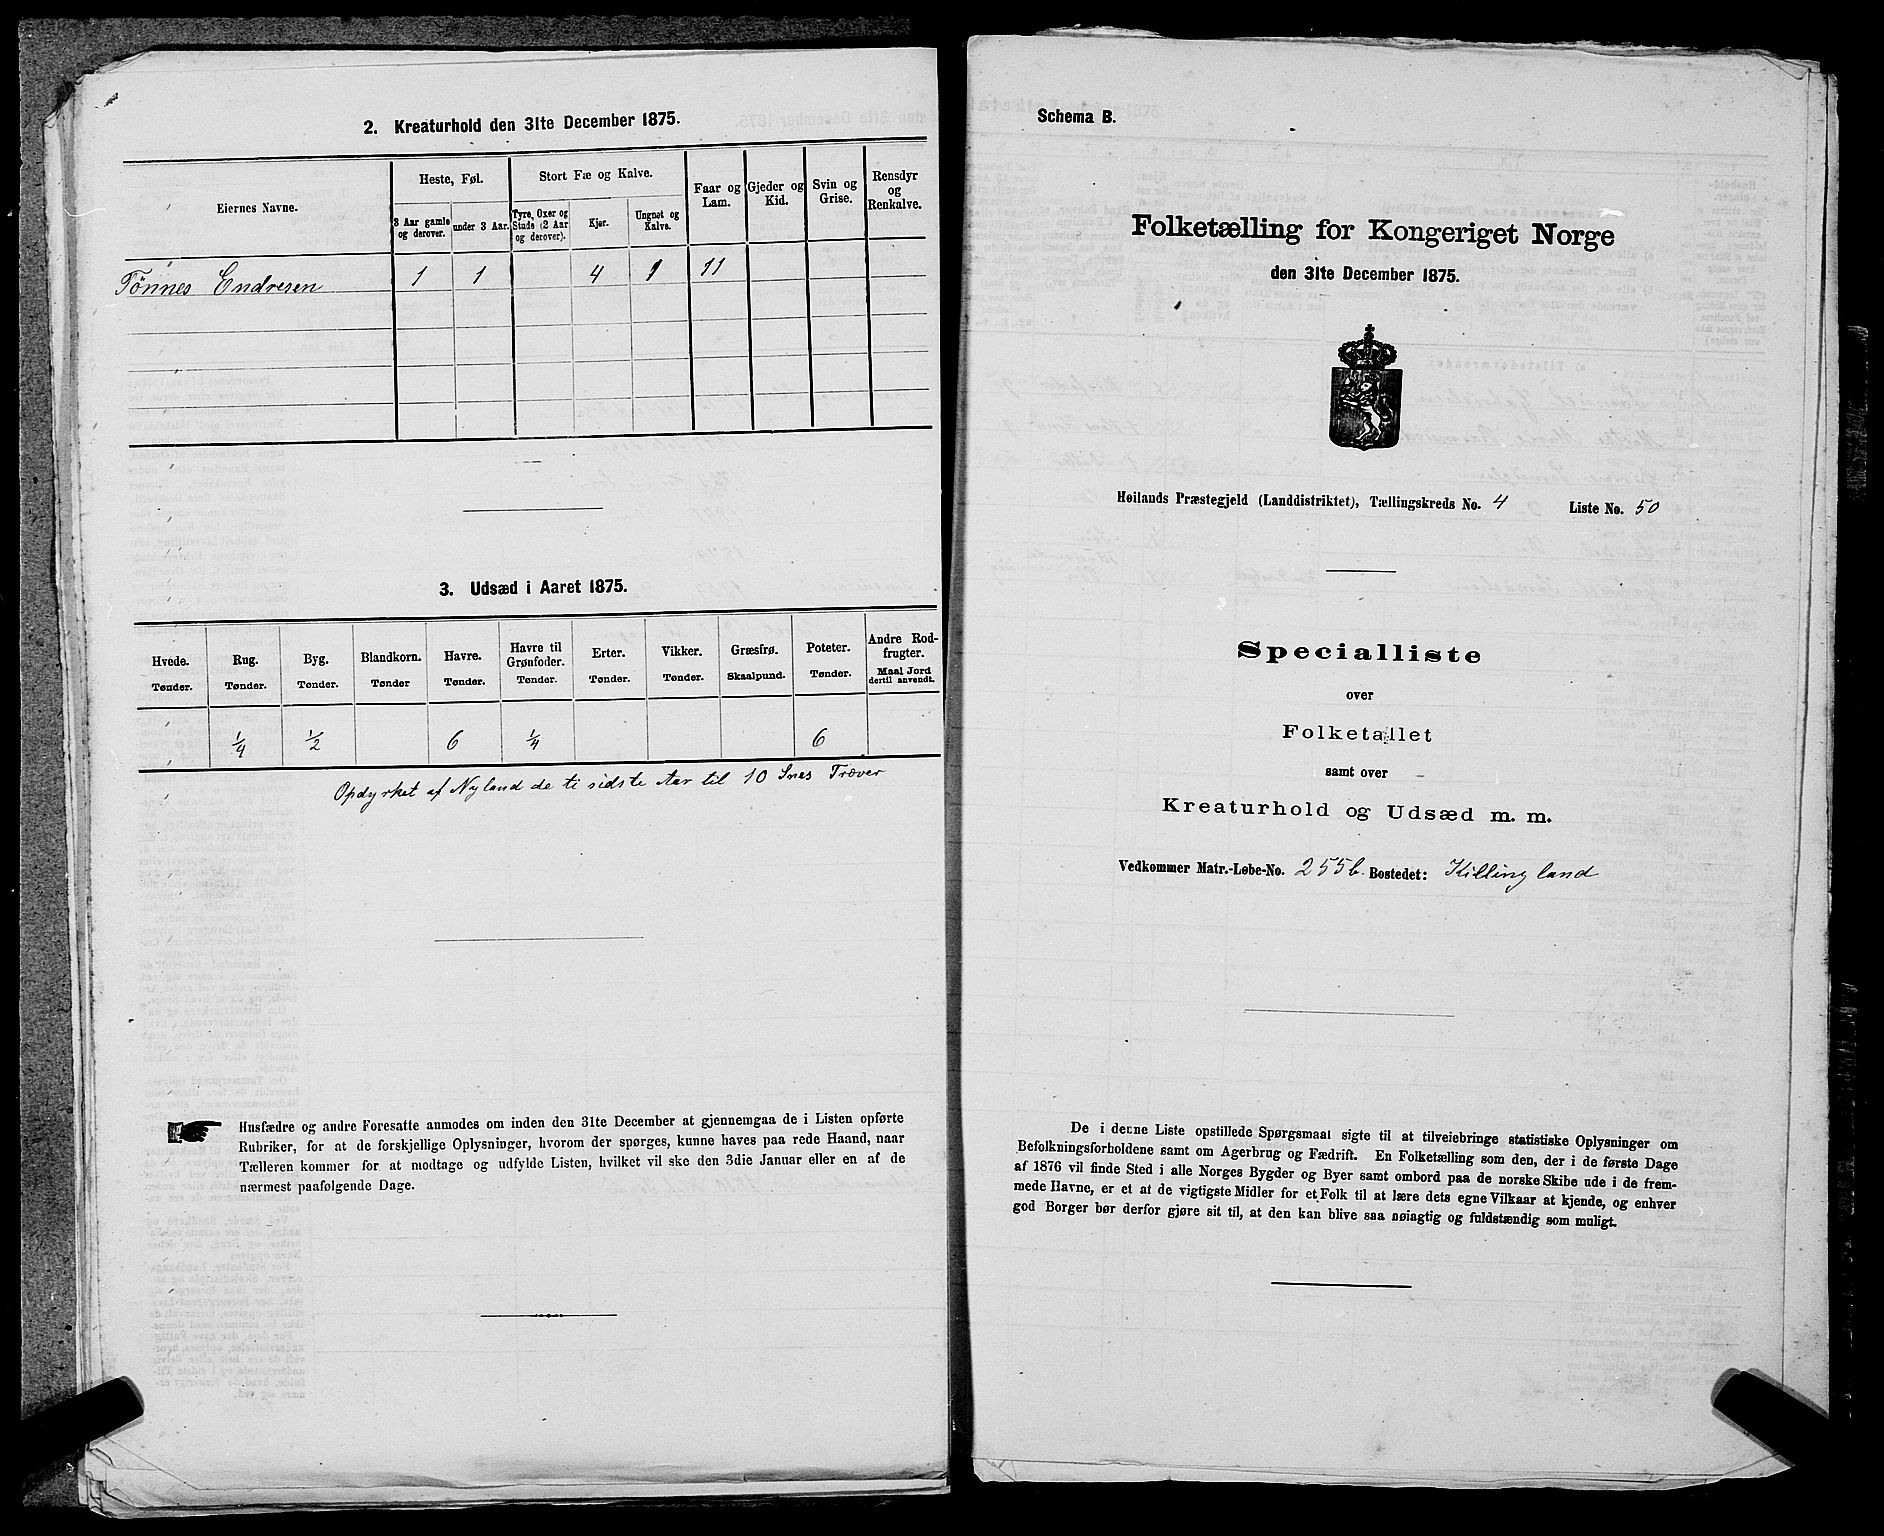 2. Kreaturhold den 31te December 1875.
Eiernes Navne.
Heste, Føl.
Stort Fæ og Kalve.
Faar og Lam.
Gjeder og Kid.
Svin og Grise.
Rensdyr og Renkalve.
3 Aar gamle og derover.
under 3 Aar.
Tyre, Oxer og Stude (2 Aar og derover).
Kjør.
Ungnøt og Kalve.
Tønnes Endresen 1 1 4 1 11
3. Udsæd i Aaret 1875.
Hvede. Rug. Byg. Blandkorn. Havre. Havre til Grønfoder. Erter. Vikker. Græsfrø. Poteter. Andre Rodfrugter.
Tønder. Tønder. Tønder. Tønder Tønder. Tønder. Tønder. Tønder. Skaalpund. Tønder. Maal Jord dertil anvendt.
1/4 1/2 6 1/4 6
Opdyrket af Nyland de ti sidste Aar til 10 Snes Traver
Husfædre og andre Foresatte anmodes om inden den 31te December at gjennemgaa de i Listen opførte
Rubriker, for at de forskjellige Oplysninger, hvorom der spørges, kunne haves paa rede Haand, naar
Tælleren kommer for at modtage og udfylde Listen, hvilket vil ske den 3die Januar eller en af de
nærmest paafølgende Dage.
Schema B.
Folketælling for Kongeriget Norge
den 31te December 1875.
Høilands Præstegjeld (Landdistriktet), Tællingskreds No. 4 Liste No. 50
Specialliste
over
Folketallet
samt over
Kreaturhold og Udsæd m. m.
Vedkommer Matr.-Løbe-No. 255b. Bostedet: Killingland
De i denne Liste opstillede Spørgsmaal sigte til at tilveiebringe statistiske Oplysninger om
Befolkningsforholdene samt om Agerbrug og Fædrift. En Folketælling som den, der i de første Dage
af 1876 vil finde Sted i alle Norges Bygder og Byer samt ombord paa de norske Skibe ude i de frem-
mede Havne, er et at de vigtigste Midler for et Folk til at lære dets egne Vilkaar at kjende, og enhver
god Borger bør derfor gjøre sit til, at den kan blive saa nøiagtig og fuldstændig som muligt.